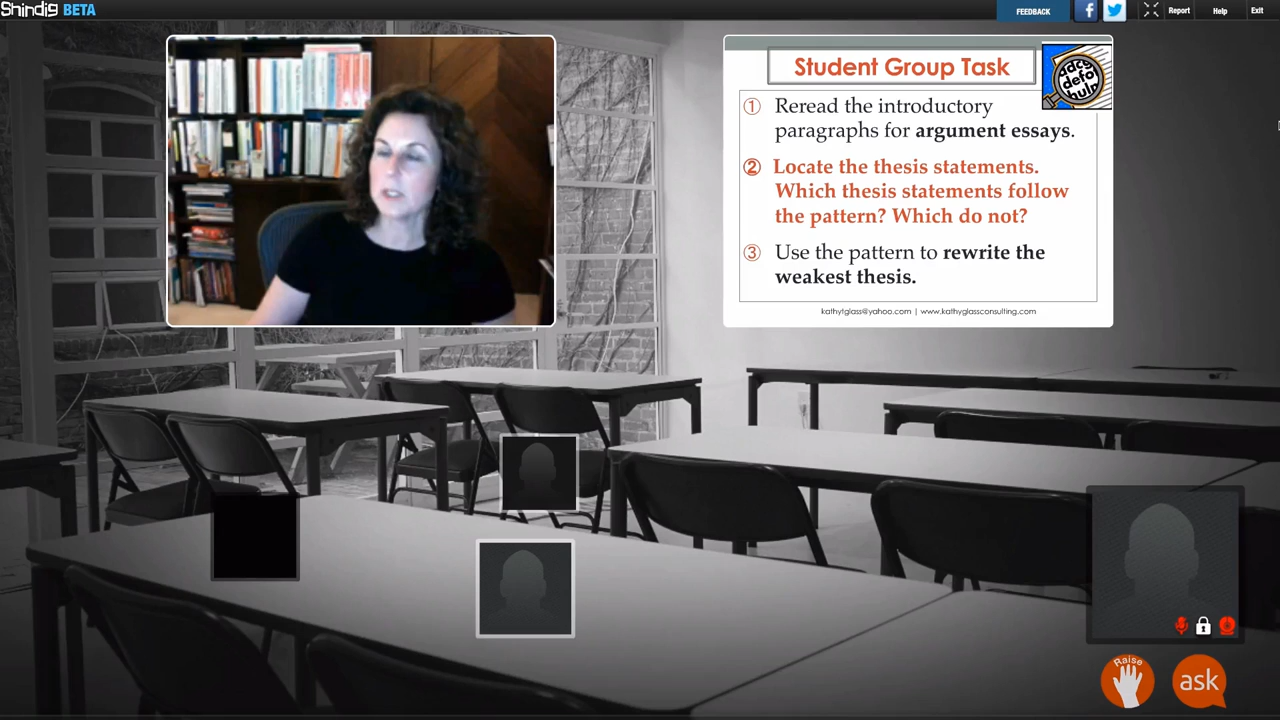 Shindig BETA
FEEDBACK
Report
Help
Exit
Student Group Task
① Reread the introductory
paragraphs for argument essays.
② Locate the thesis statements.
Which thesis statements follow
the pattern? Which do not?
③ Use the pattern to rewrite the
weakest thesis.
kathytglass@yahoo.com | www.kathyglassconsulting.com
Raise
ask